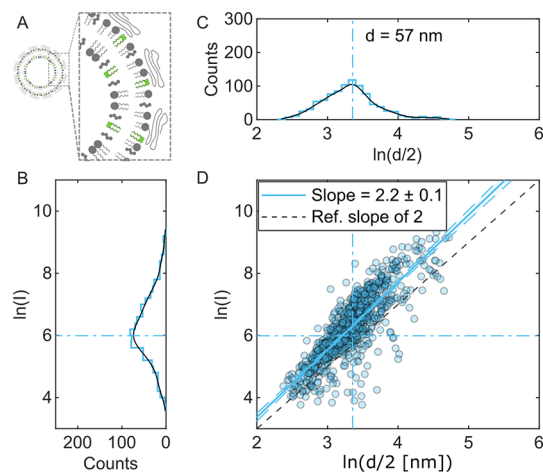 A
C
300
200
100
0
Counts
d = 57 nm
2
3
4
5
6
ln(d/2)
B
10
8
6
4
ln(I)
200
100
0
Counts
D
Slope = 2.2 ± 0.1
Ref. slope of 2
10
8
6
4
ln(I)
2
3
4
5
6
ln(d/2 [nm])